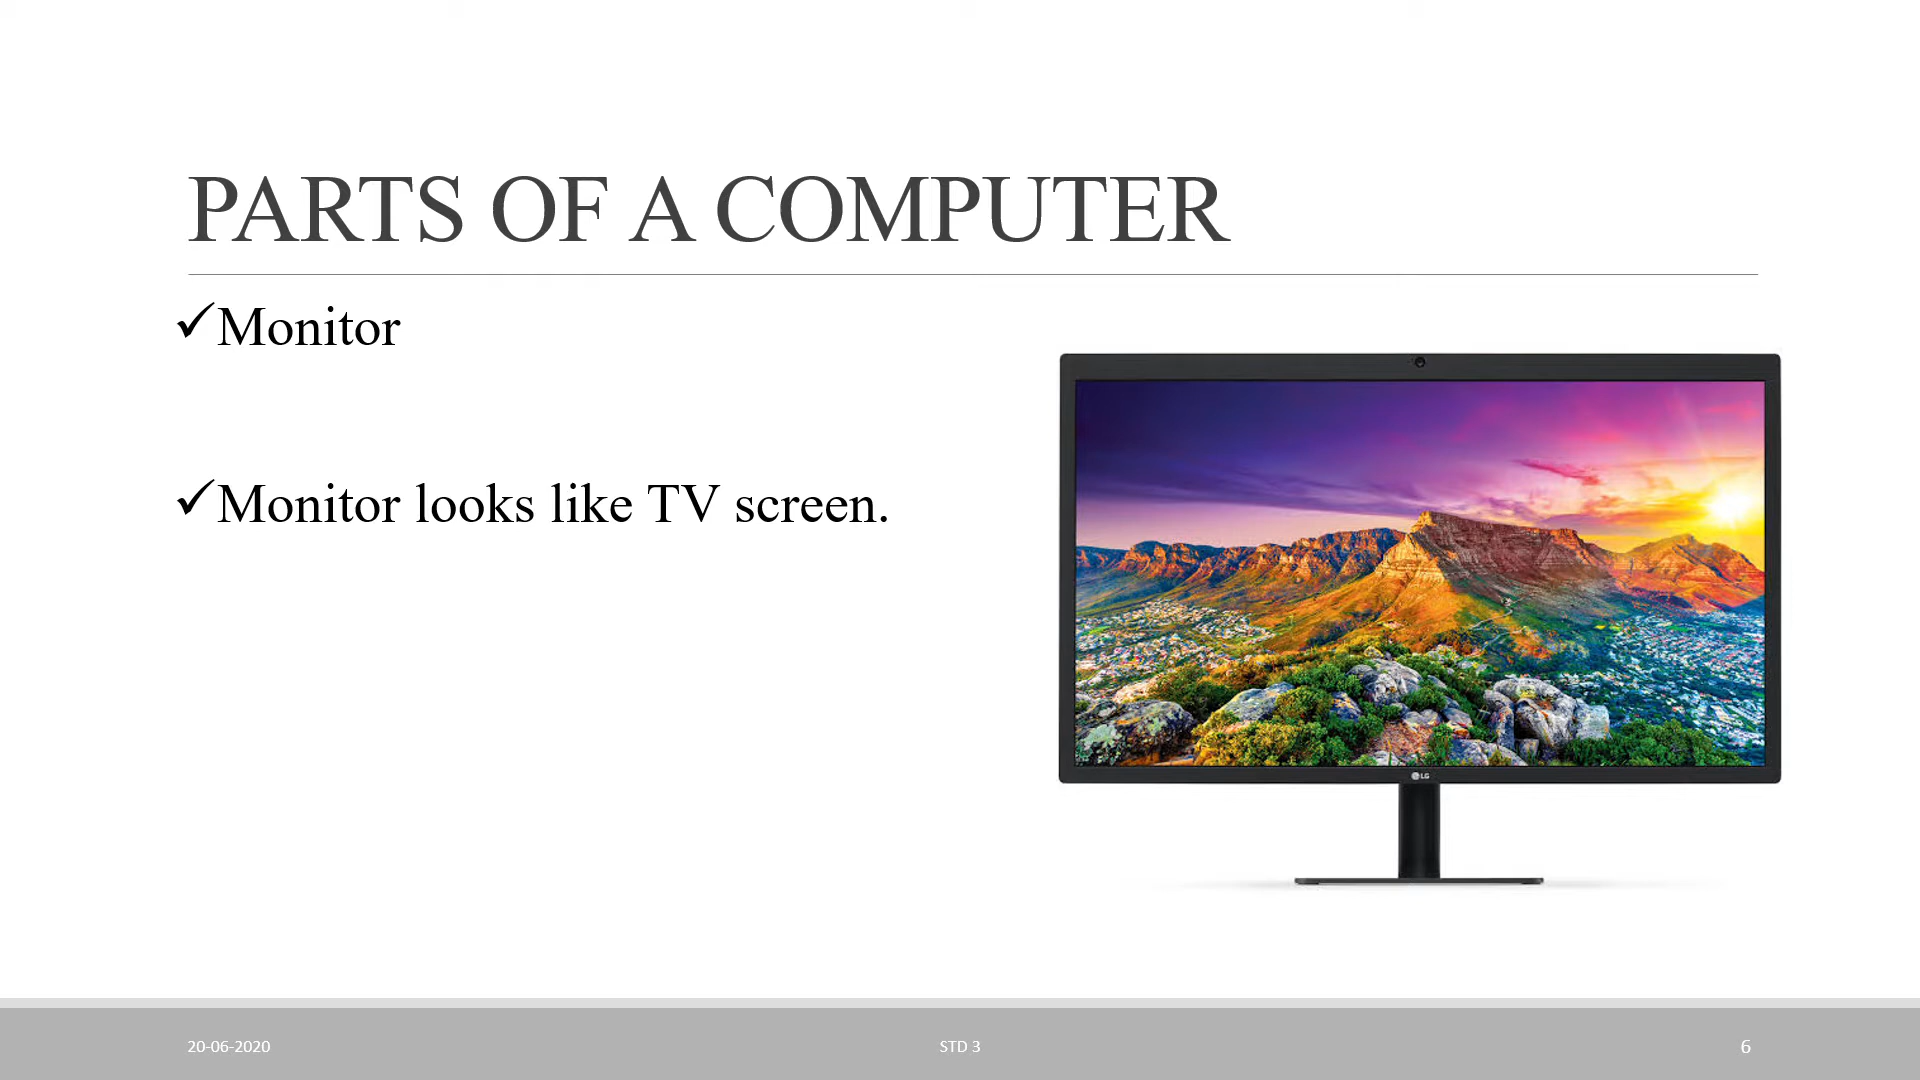 PARTS OF A COMPUTER
✓Monitor
✓Monitor looks like TV screen.
LG
20-06-2020
STD 3
6